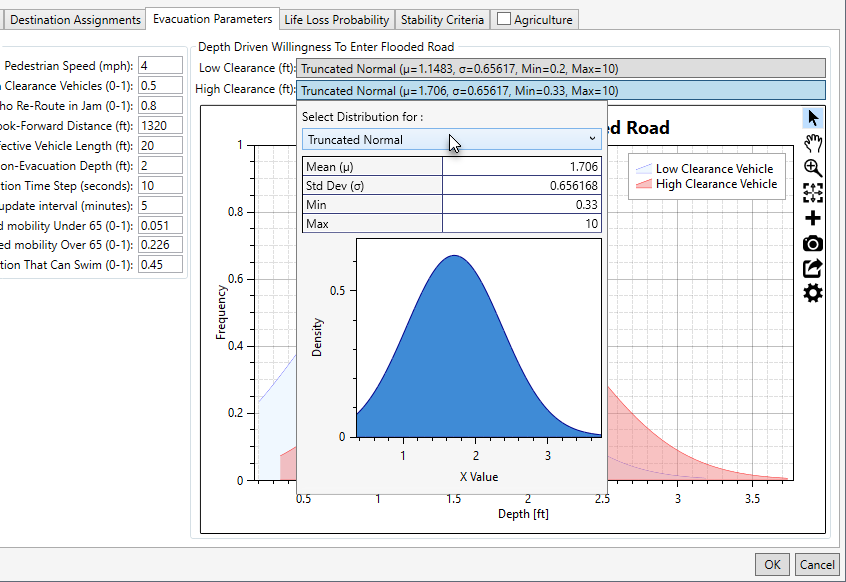 Destination Assignments
Evacuation Parameters
Life Loss Probability
Stability Criteria
Agriculture
Depth Driven Willingness To Enter Flooded Road
Pedestrian Speed (mph): 4
Clearance Vehicles (0-1): 0.5
Re-Route in Jam (0-1): 0.8
Look-Forward Distance (ft): 1320
Vehicle Length (ft): 20
Evacuation Depth (ft): 2
Time Step (seconds): 10
update interval (minutes): 5
mobility Under 65 (0-1): 0.051
mobility Over 65 (0-1): 0.226
That Can Swim (0-1): 0.45
Low Clearance (ft): Truncated Normal (μ=1.1483, σ=0.65617, Min=0.2, Max=10)
High Clearance (ft): Truncated Normal (μ=1.706, σ=0.65617, Min=0.33, Max=10)
Select Distribution for :
Truncated Normal
Mean (μ) 1.706
Std Dev (σ) 0.656168
Min 0.33
Max 10
0.5
0
Density
1 2 3
X Value
Road
Low Clearance Vehicle
High Clearance Vehicle
1
0.8
0.6
0.4
0.2
0
Frequency
0.5 1 1.5 2 2.5 3 3.5
Depth [ft]
OK
Cancel